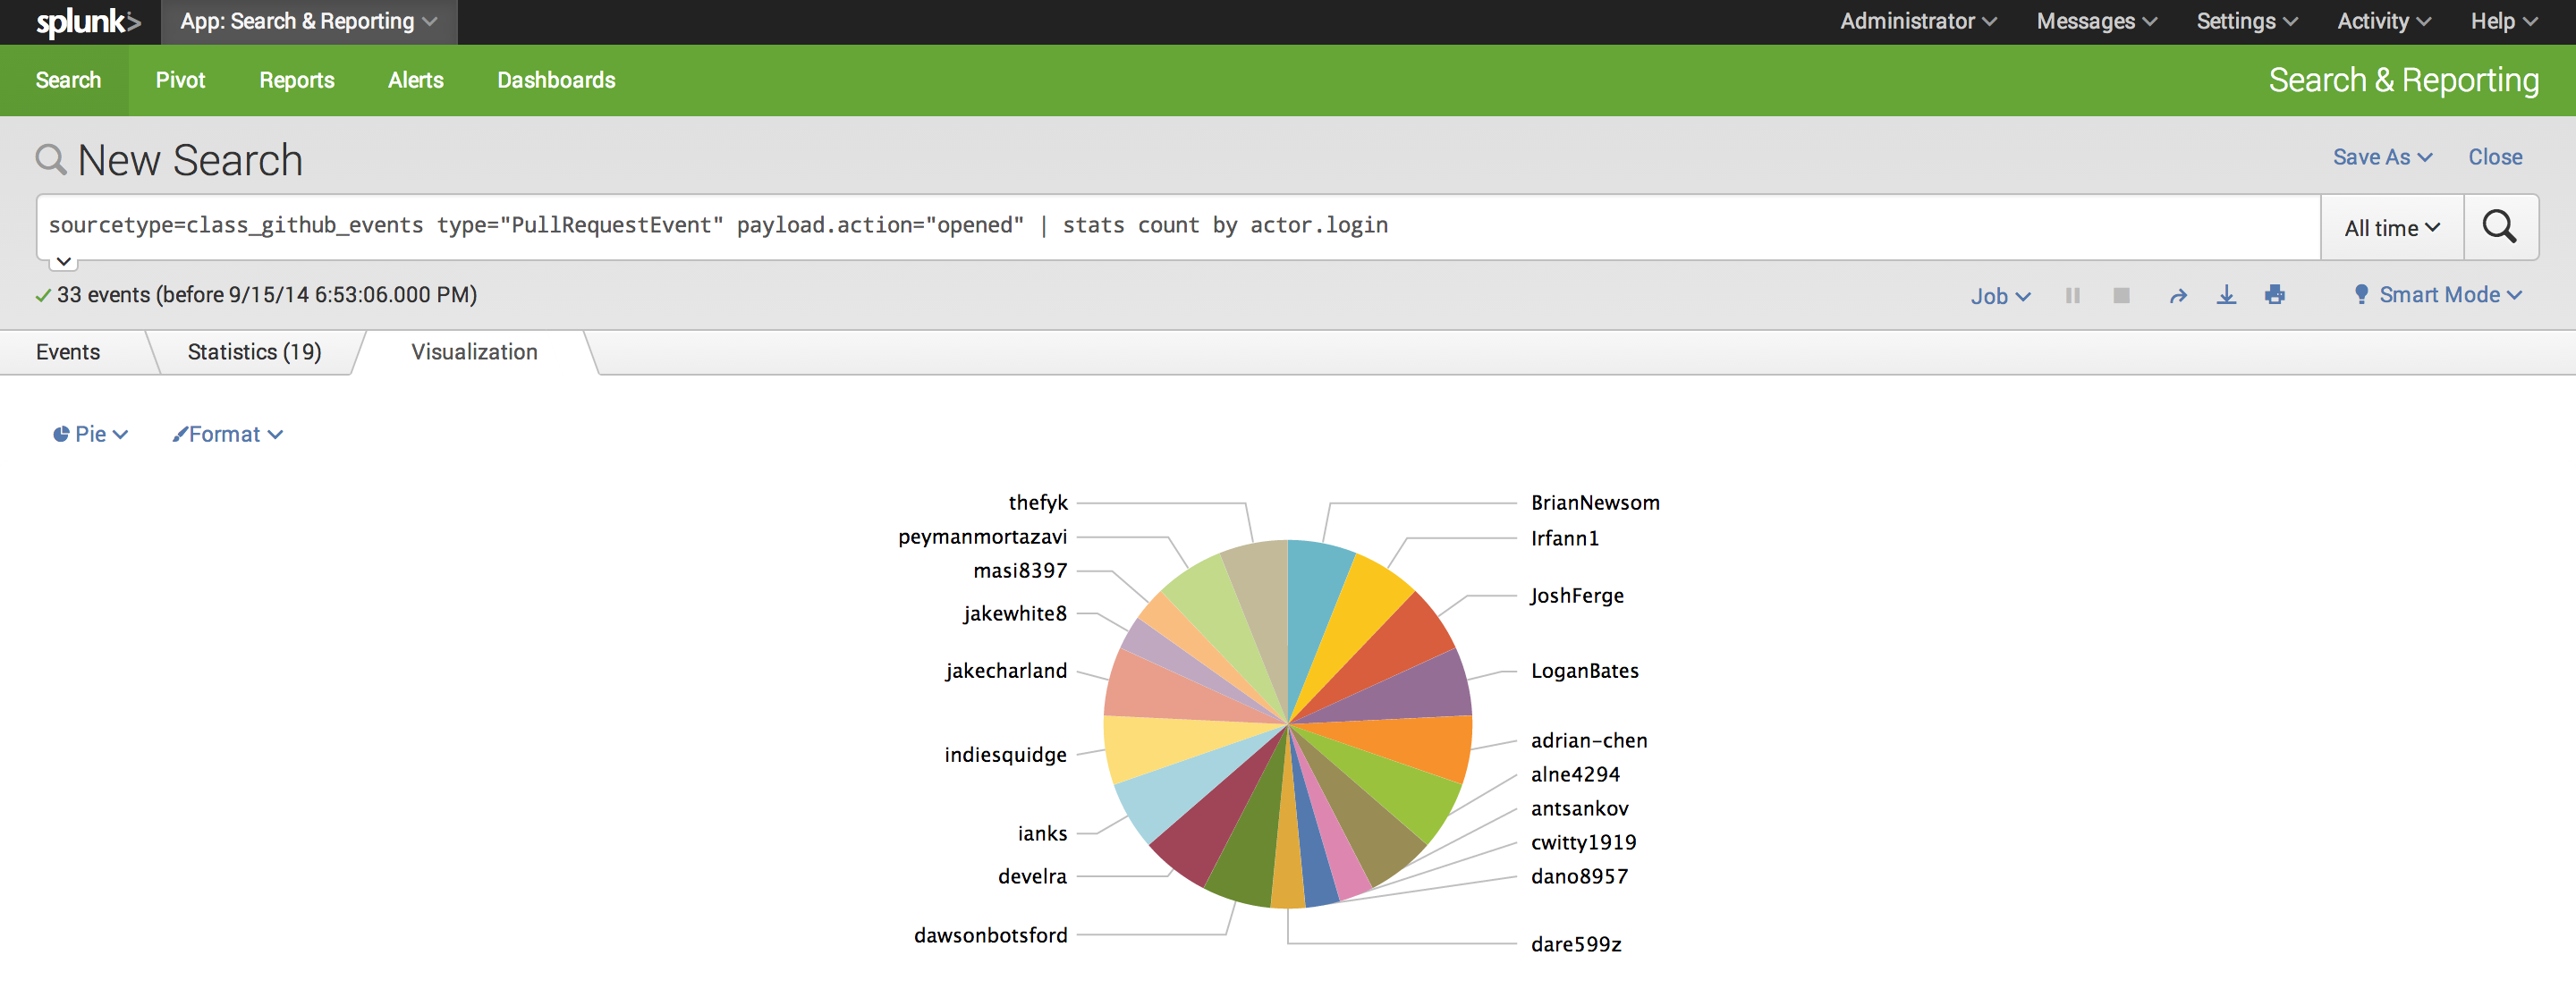 splunk> App: Search & Reporting Administrator Messages Settings Activity Help
Search Pivot Reports Alerts Dashboards Search & Reporting
New Search Save As Close
sourcetype=class_github_events type="PullRequestEvent" payload.action="opened" | stats count by actor.login All time
33 events (before 9/15/14 6:53:06.000 PM) Job Smart Mode
Events Statistics (19) Visualization
Pie Format
thefyk BrianNewsom
peymanmortazavi Irfann1
masi8397
JoshFerge
jakewhite8
jakecharland LoganBates
adrian-chen
indiesquidge
alne4294
antsankov
ianks cwitty1919
develra dano8957
dawsonbotsford dare599z